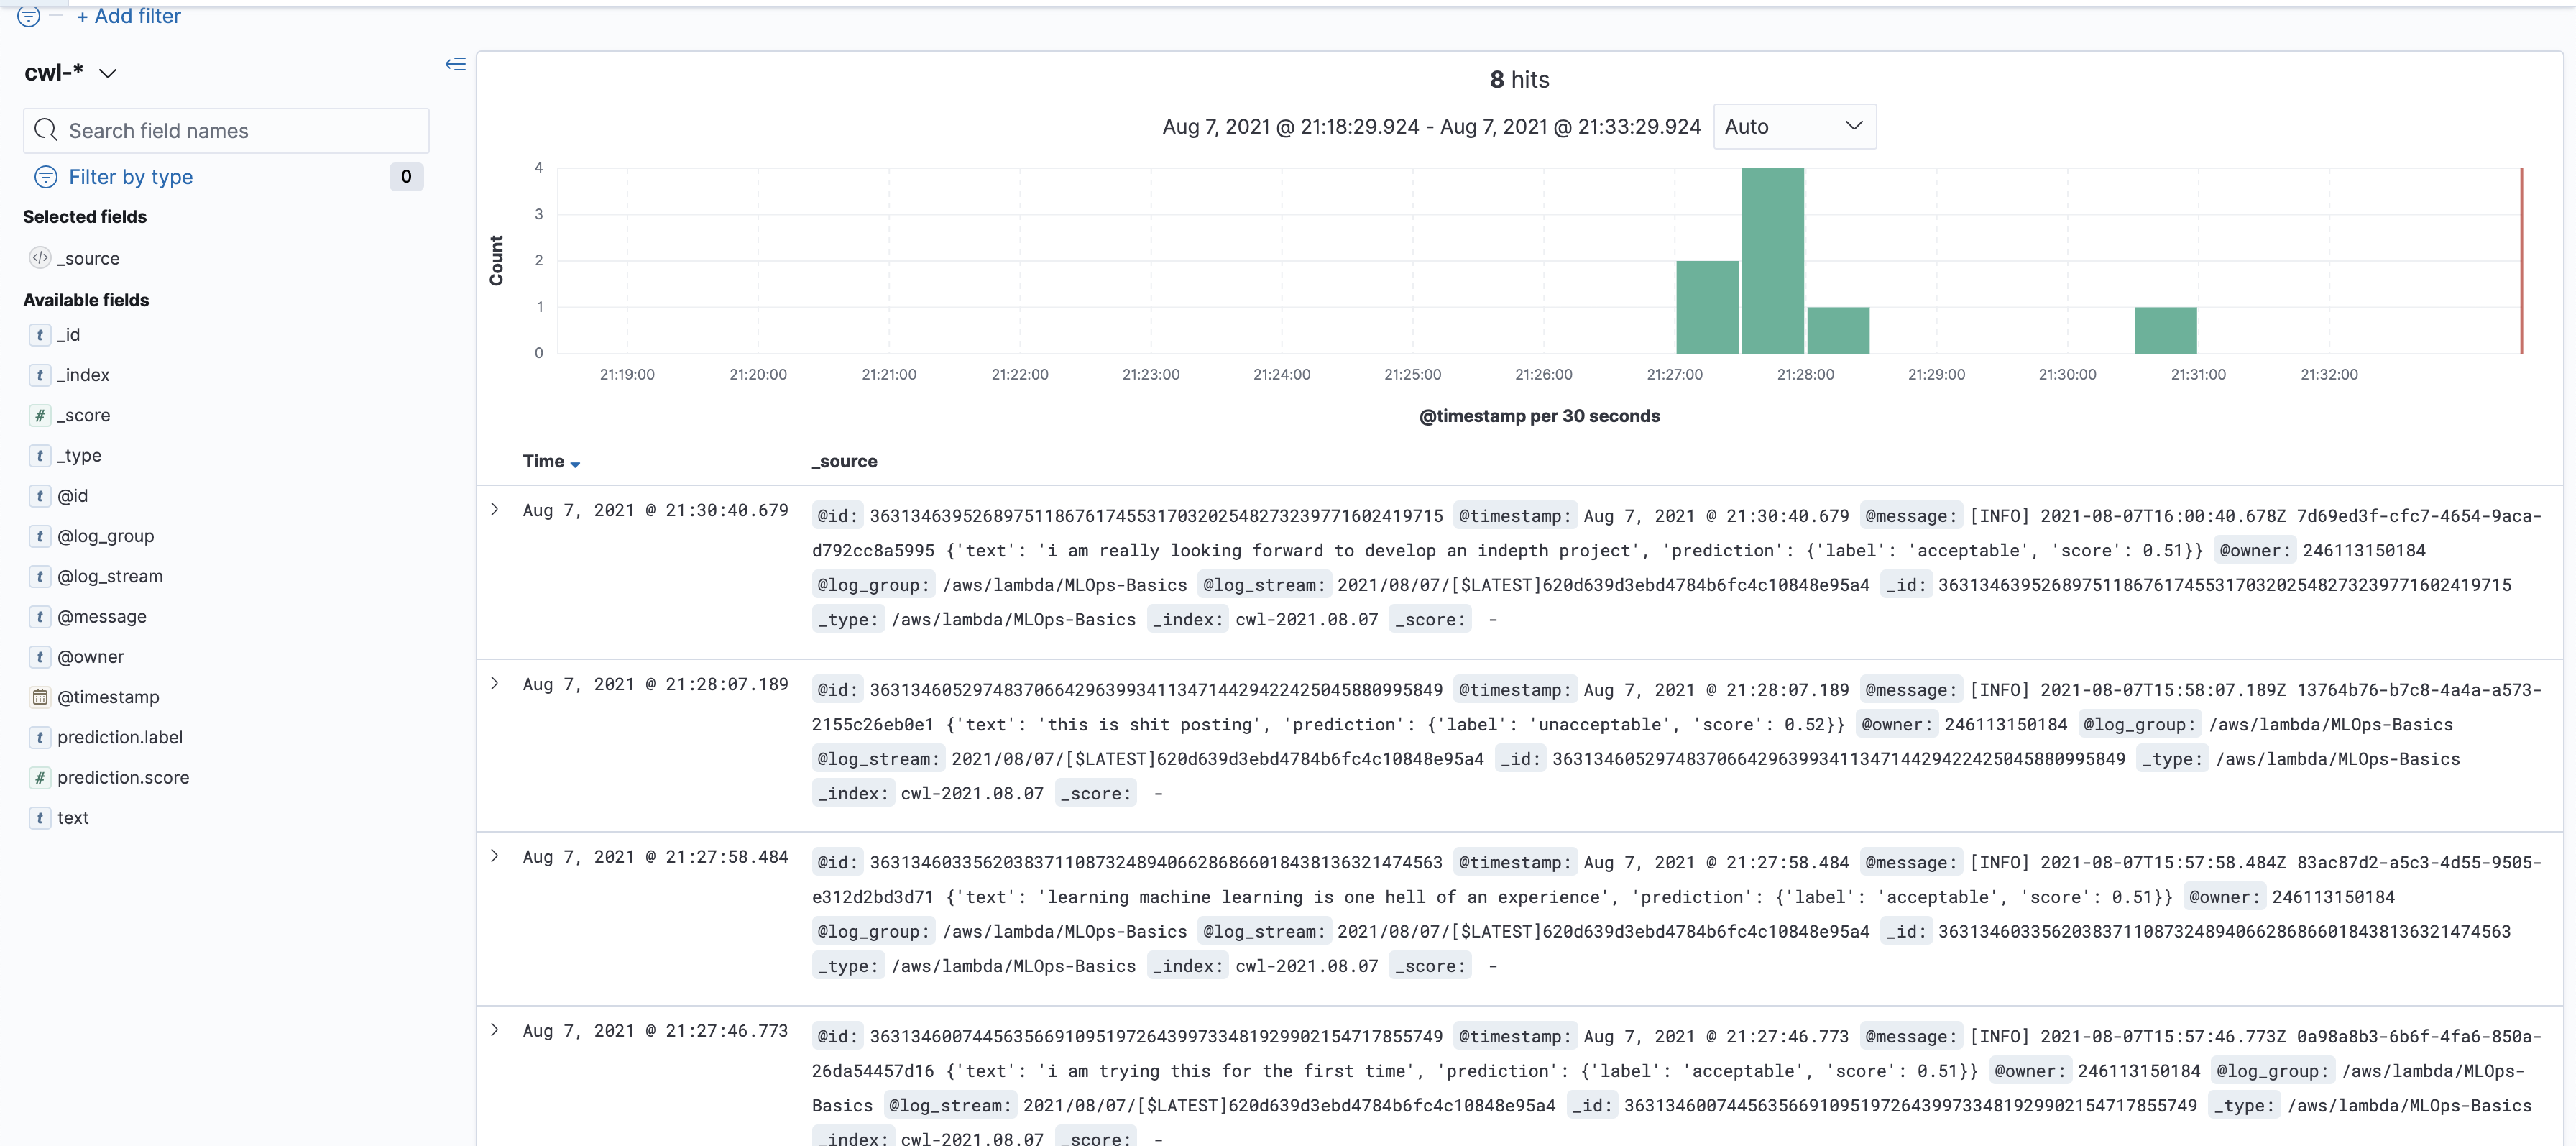 + Add filter
cwl-*
Search field names
Filter by type 0
Selected fields
_source
Available fields
t _id
t _index
# _score
t _type
t @id
t @log_group
t @log_stream
t @message
t @owner
@timestamp
t prediction.label
# prediction.score
t text
8 hits
Aug 7, 2021 @ 21:18:29.924 - Aug 7, 2021 @ 21:33:29.924 Auto
Count
4
3
2
1
0
21:19:00 21:20:00 21:21:00 21:22:00 21:23:00 21:24:00 21:25:00 21:26:00 21:27:00 21:28:00 21:29:00 21:30:00 21:31:00 21:32:00
@timestamp per 30 seconds
Time _source
Aug 7, 2021 @ 21:30:40.679 @id: 36313463952689751186761745531703202548273239771602419715 @timestamp: Aug 7, 2021 @ 21:30:40.679 @message: [INFO] 2021-08-07T16:00:40.678Z 7d69ed3f-cfc7-4654-9aca-
d792cc8a5995 {'text': 'i am really looking forward to develop an indepth project', 'prediction': {'label': 'acceptable', 'score': 0.51}} @owner: 246113150184
@log_group: /aws/lambda/MLOps-Basics @log_stream: 2021/08/07/[$LATEST]620d639d3ebd4784b6fc4c10848e95a4 _id: 36313463952689751186761745531703202548273239771602419715
_type: /aws/lambda/MLOps-Basics _index: cwl-2021.08.07 _score: -
Aug 7, 2021 @ 21:28:07.189 @id: 36313460529748370664296399341134714429422425045880995849 @timestamp: Aug 7, 2021 @ 21:28:07.189 @message: [INFO] 2021-08-07T15:58:07.189Z 13764b76-b7c8-4a4a-a573-
2155c26eb0e1 {'text': 'this is shit posting', 'prediction': {'label': 'unacceptable', 'score': 0.52}} @owner: 246113150184 @log_group: /aws/lambda/MLOps-Basics
@log_stream: 2021/08/07/[$LATEST]620d639d3ebd4784b6fc4c10848e95a4 _id: 36313460529748370664296399341134714429422425045880995849 _type: /aws/lambda/MLOps-Basics
_index: cwl-2021.08.07 _score: -
Aug 7, 2021 @ 21:27:58.484 @id: 36313460335620383711087324894066286866018438136321474563 @timestamp: Aug 7, 2021 @ 21:27:58.484 @message: [INFO] 2021-08-07T15:57:58.484Z 83ac87d2-a5c3-4d55-9505-
e312d2bd3d71 {'text': 'learning machine learning is one hell of an experience', 'prediction': {'label': 'acceptable', 'score': 0.51}} @owner: 246113150184
@log_group: /aws/lambda/MLOps-Basics @log_stream: 2021/08/07/[$LATEST]620d639d3ebd4784b6fc4c10848e95a4 _id: 36313460335620383711087324894066286866018438136321474563
_type: /aws/lambda/MLOps-Basics _index: cwl-2021.08.07 _score: -
Aug 7, 2021 @ 21:27:46.773 @id: 36313460074456356691095197264399733481929902154717855749 @timestamp: Aug 7, 2021 @ 21:27:46.773 @message: [INFO] 2021-08-07T15:57:46.773Z 0a98a8b3-6b6f-4fa6-850a-
26da54457d16 {'text': 'i am trying this for the first time', 'prediction': {'label': 'acceptable', 'score': 0.51}} @owner: 246113150184 @log_group: /aws/lambda/MLOps-
Basics @log_stream: 2021/08/07/[$LATEST]620d639d3ebd4784b6fc4c10848e95a4 _id: 36313460074456356691095197264399733481929902154717855749 _type: /aws/lambda/MLOps-Basics
_index: cwl-2021.08.07 _score: -